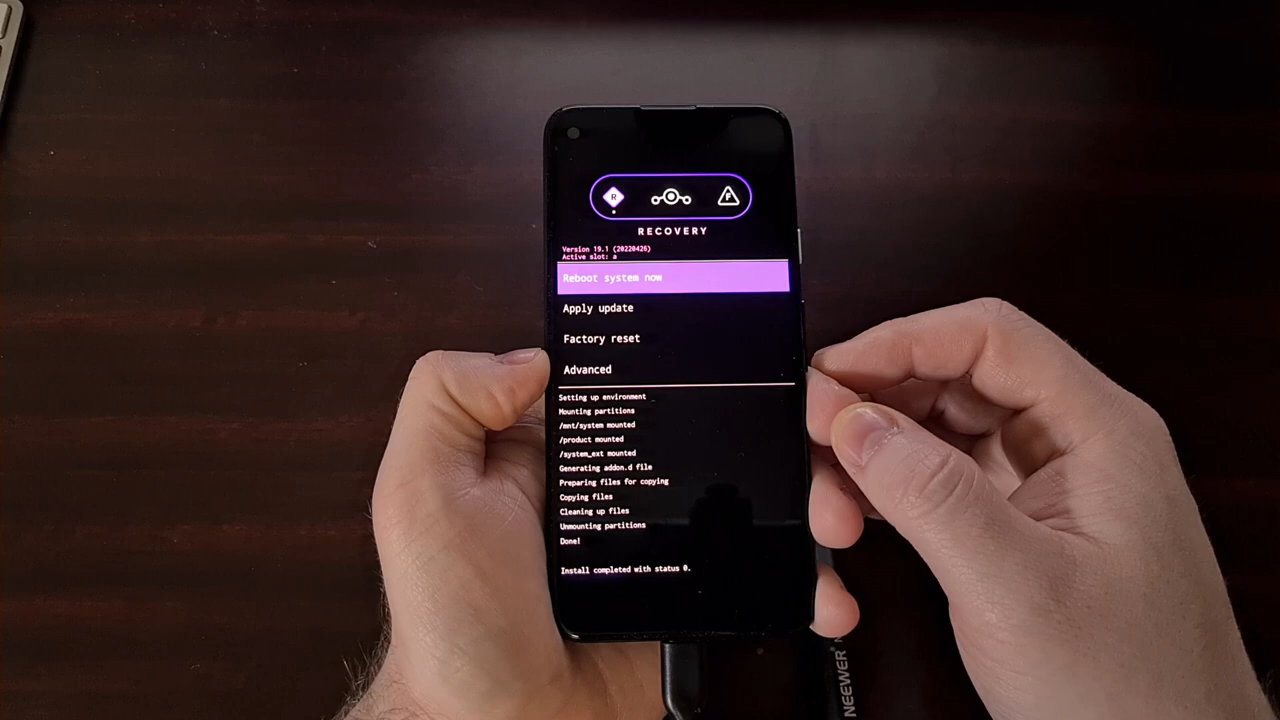 R
F
RECOVERY
Version 19.1 (20220426)
Active slot: a
Reboot system now
Apply update
Factory reset
Advanced
Setting up environment
Mounting partitions
/mnt/system mounted
/product mounted
/system_ext mounted
Generating addon.d file
Preparing files for copying
Copying files
Cleaning up files
Unmounting partitions
Done!
Install completed with status 0.
NEEWER®